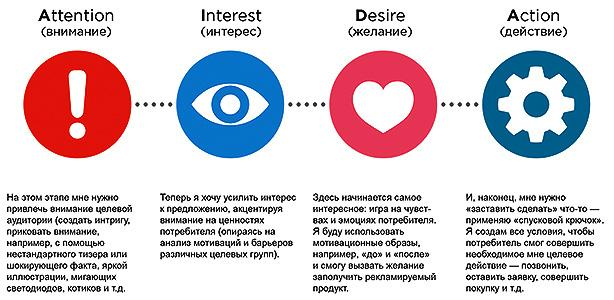 Attention
(внимание)
Interest
(интерес)
Desire
(желание)
Action
(действие)
На этом этапе мне нужно
привлечь внимание целевой
аудитории (создать интригу,
приковать внимание,
например, с помощью
нестандартного тизера или
шокирующего факта, яркой
иллюстрации, мигающих
светодиодов, котиков и т.д.
Теперь я хочу усилить интерес
к предложению, акцентируя
внимание на ценностях
потребителя (опираясь на
анализ мотиваций и барьеров
различных целевых групп).
Здесь начинается самое
интересное: игра на чувст-
вах и эмоциях потребителя.
Я буду использовать
мотивационные образы,
например, «до» и «после»
и смогу вызвать желание
заполучить рекламируемый
продукт.
И, наконец, мне нужно
«заставить сделать» что-то —
применяю «спусковой крючок».
Я создам все условия, чтобы
потребитель смог совершить
необходимое мне целевое
действие — позвонить,
оставить заявку, совершить
покупку и т.д.